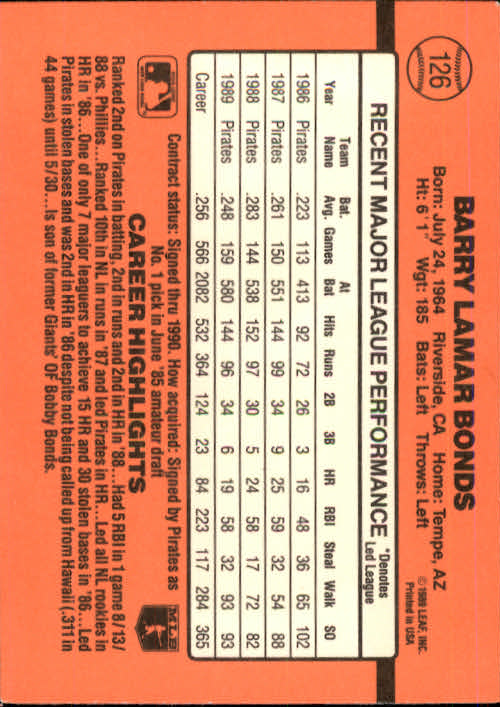 126
BARRY LAMAR BONDS
Born: July 24, 1964 Riverside, CA Home: Tempe, AZ
Ht: 6'1" Wgt: 185 Bats: Left Throws: Left
© 1989 LEAF, INC.
Printed in USA
RECENT MAJOR LEAGUE PERFORMANCE
*Denotes
Led League
Year Team Name Bat. Avg. Games At Bat Hits Runs 2B 3B HR RBI Steal Walk SO
1986 Pirates .223 113 413 92 72 26 3 16 48 36 65 102
1987 Pirates .261 150 551 144 99 34 9 25 59 32 54 88
1988 Pirates .283 144 538 152 97 30 5 24 58 17 72 82
1989 Pirates .248 159 580 144 96 34 6 19 58 32 93 93
Career .256 566 2082 532 364 124 23 84 223 117 284 365
Contract status: Signed thru 1990. How acquired: Signed by Pirates as
No. 1 pick in June '85 amateur draft
CAREER HIGHLIGHTS
MLB
Ranked 2nd on Pirates in batting, 2nd in runs and 2nd in HR in '88...Had 5 RBI in 1 game 8/13/
88 vs. Phillies...Ranked 10th in NL in runs in '87 and led Pirates in HR...Led all NL rookies in
HR in '86...One of only 7 major leaguers to achieve 15 HR and 30 stolen bases in '86...Led
Pirates in stolen bases and was 2nd in HR in '86 despite not being called up from Hawaii (.311 in
44 games) until 5/30...Is son of former Giants' OF Bobby Bonds.